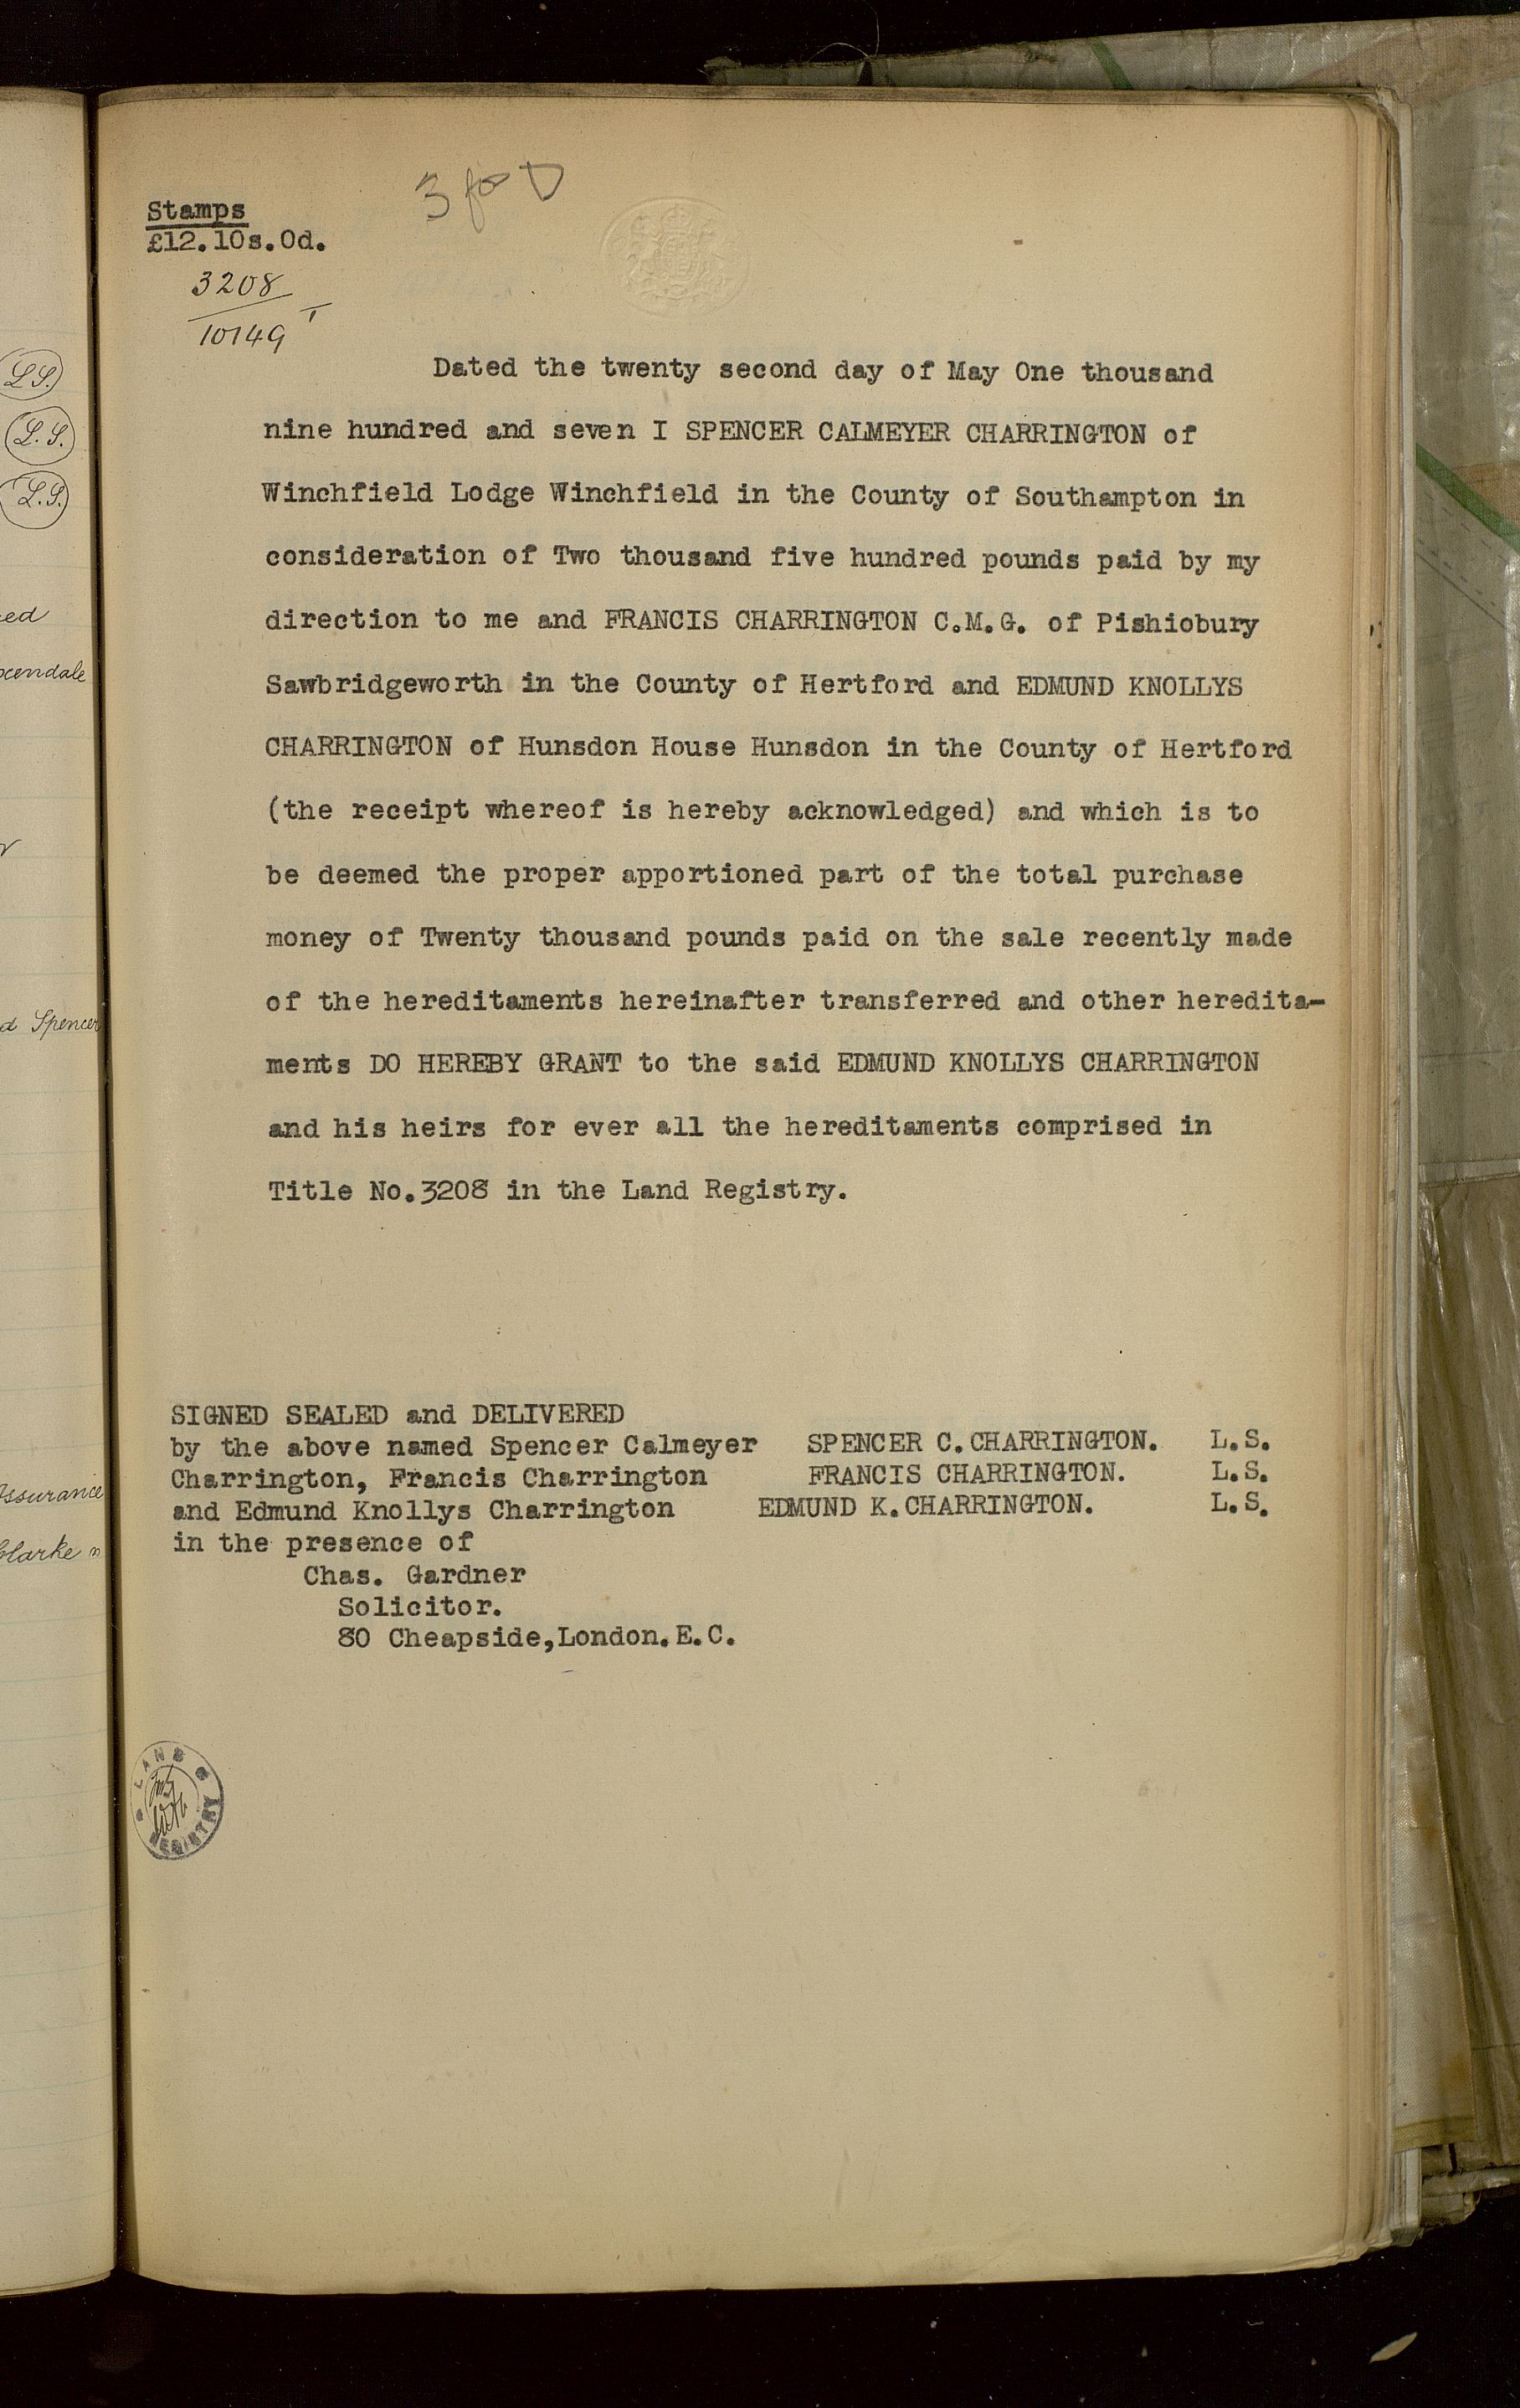 3 for D
Stamps
£12.10s.0d.
3208
10149
Dated the twenty second day of May One thousand
nine hundred and seven I SPENCER CALMEYER CHARRINGTON of
Winchfield Lodge Winchfield in the County of Southampton in
consideration of Two thousand five hundred pounds paid by my
direction to me and FRANCIS CHARRINGTON C.M.G. of Pishiobury
Sawbridgeworth in the County of Hertford and EDMUND KNOLLYS
CHARRINGTON of Hunsdon House Hunsdon in the County of Hertford
(the receipt whereof is hereby acknowledged) and which is to
be deemed the proper apportioned part of the total purchase
money of Twenty thousand pounds paid on the sale recently made
of the hereditaments hereinafter transferred and other heredita-
ments DO HEREBY GRANT to the said EDMUND KNOLLYS CHARRINGTON
and his heirs for ever all the hereditaments comprised in
Title No.3208 in the Land Registry.
SIGNED SEALED and DELIVERED
by the above named Spencer Calmeyer SPENCER C.CHARRINGTON. L.S.
Charrington, Francis Charrington FRANCIS CHARRINGTON. L.S.
and Edmund Knollys Charrington EDMUND K.CHARRINGTON. L.S.
in the presence of
Chas. Gardner
Solicitor.
80 Cheapside,London.E.C.
LAND REGISTRY
L.S.
L.S.
L.S.
Spencer
Assurance
Clarke